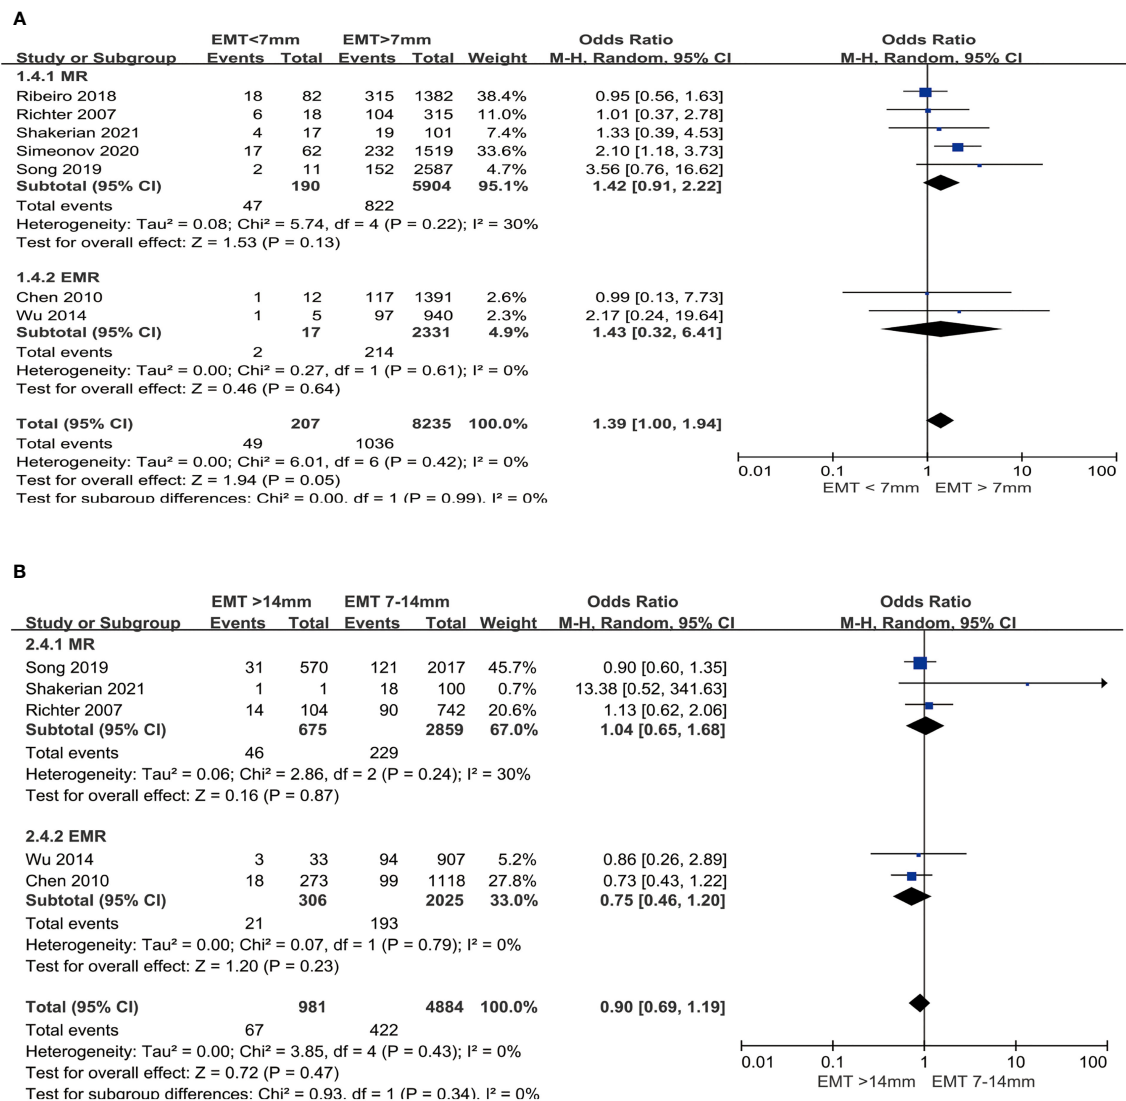 A
EMT<7mm EMT>7mm Odds Ratio Odds Ratio
Study or Subgroup Events Total Events Total Weight M-H, Random, 95% CI M-H, Random, 95% CI
1.4.1 MR
Ribeiro 2018 18 82 315 1382 38.4% 0.95 [0.56, 1.63]
Richter 2007 6 18 104 315 11.0% 1.01 [0.37, 2.78]
Shakerian 2021 4 17 19 101 7.4% 1.33 [0.39, 4.53]
Simeonov 2020 17 62 232 1519 33.6% 2.10 [1.18, 3.73]
Song 2019 2 11 152 2587 4.7% 3.56 [0.76, 16.62]
Subtotal (95% CI) 190 5904 95.1% 1.42 [0.91, 2.22]
Total events 47 822
Heterogeneity: Tau² = 0.08; Chi² = 5.74, df = 4 (P = 0.22); I² = 30%
Test for overall effect: Z = 1.53 (P = 0.13)
1.4.2 EMR
Chen 2010 1 12 117 1391 2.6% 0.99 [0.13, 7.73]
Wu 2014 1 5 97 940 2.3% 2.17 [0.24, 19.64]
Subtotal (95% CI) 17 2331 4.9% 1.43 [0.32, 6.41]
Total events 2 214
Heterogeneity: Tau² = 0.00; Chi² = 0.27, df = 1 (P = 0.61); I² = 0%
Test for overall effect: Z = 0.46 (P = 0.64)
Total (95% CI) 207 8235 100.0% 1.39 [1.00, 1.94]
Total events 49 1036
Heterogeneity: Tau² = 0.00; Chi² = 6.01, df = 6 (P = 0.42); I² = 0%
Test for overall effect: Z = 1.94 (P = 0.05)
Test for subgroup differences: Chi² = 0.00, df = 1 (P = 0.99), I² = 0%
0.01 0.1 1 10 100
EMT < 7mm EMT > 7mm
B
EMT >14mm EMT 7-14mm Odds Ratio Odds Ratio
Study or Subgroup Events Total Events Total Weight M-H, Random, 95% CI M-H, Random, 95% CI
2.4.1 MR
Song 2019 31 570 121 2017 45.7% 0.90 [0.60, 1.35]
Shakerian 2021 1 1 18 100 0.7% 13.38 [0.52, 341.63]
Richter 2007 14 104 90 742 20.6% 1.13 [0.62, 2.06]
Subtotal (95% CI) 675 2859 67.0% 1.04 [0.65, 1.68]
Total events 46 229
Heterogeneity: Tau² = 0.06; Chi² = 2.86, df = 2 (P = 0.24); I² = 30%
Test for overall effect: Z = 0.16 (P = 0.87)
2.4.2 EMR
Wu 2014 3 33 94 907 5.2% 0.86 [0.26, 2.89]
Chen 2010 18 273 99 1118 27.8% 0.73 [0.43, 1.22]
Subtotal (95% CI) 306 2025 33.0% 0.75 [0.46, 1.20]
Total events 21 193
Heterogeneity: Tau² = 0.00; Chi² = 0.07, df = 1 (P = 0.79); I² = 0%
Test for overall effect: Z = 1.20 (P = 0.23)
Total (95% CI) 981 4884 100.0% 0.90 [0.69, 1.19]
Total events 67 422
Heterogeneity: Tau² = 0.00; Chi² = 3.85, df = 4 (P = 0.43); I² = 0%
Test for overall effect: Z = 0.72 (P = 0.47)
Test for subgroup differences: Chi² = 0.93, df = 1 (P = 0.34), I² = 0%
0.01 0.1 1 10 100
EMT >14mm EMT 7-14mm